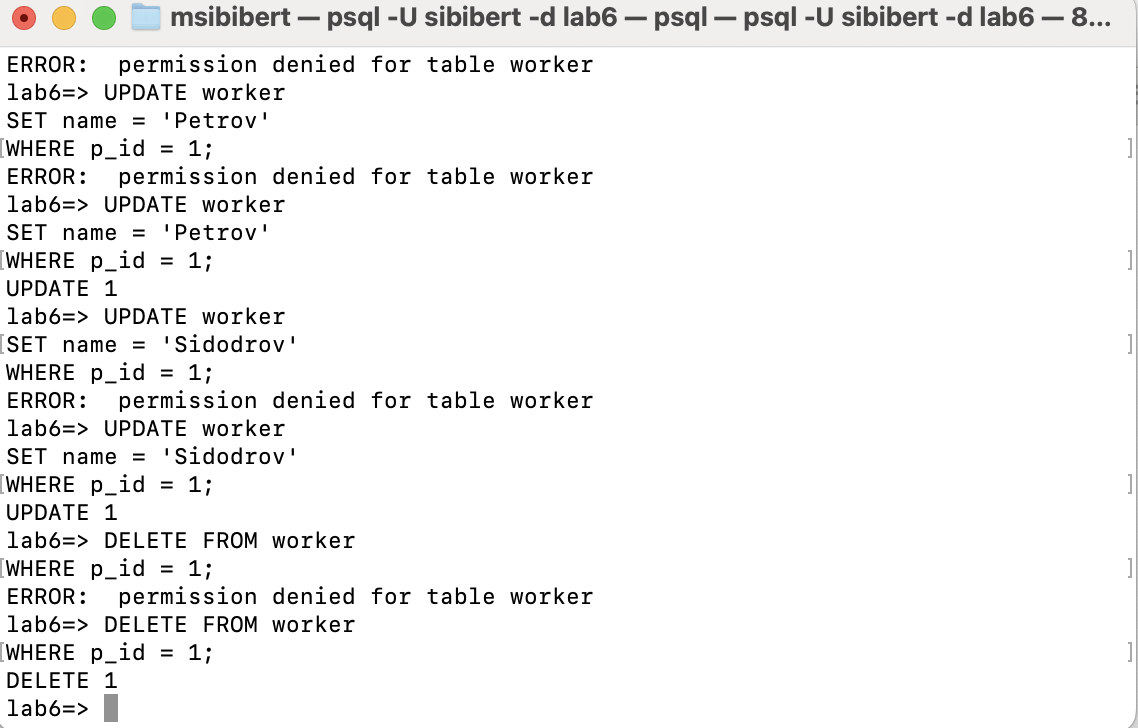 msibibert — psql -U sibibert -d lab6 — psql — psql -U sibibert -d lab6 — 8...
ERROR:  permission denied for table worker
lab6=> UPDATE worker
SET name = 'Petrov'
[WHERE p_id = 1; ]
ERROR:  permission denied for table worker
lab6=> UPDATE worker
SET name = 'Petrov'
[WHERE p_id = 1; ]
UPDATE 1
lab6=> UPDATE worker
[SET name = 'Sidodrov' ]
WHERE p_id = 1;
ERROR:  permission denied for table worker
lab6=> UPDATE worker
SET name = 'Sidodrov'
[WHERE p_id = 1; ]
UPDATE 1
lab6=> DELETE FROM worker
[WHERE p_id = 1; ]
ERROR:  permission denied for table worker
lab6=> DELETE FROM worker
[WHERE p_id = 1; ]
DELETE 1
lab6=>